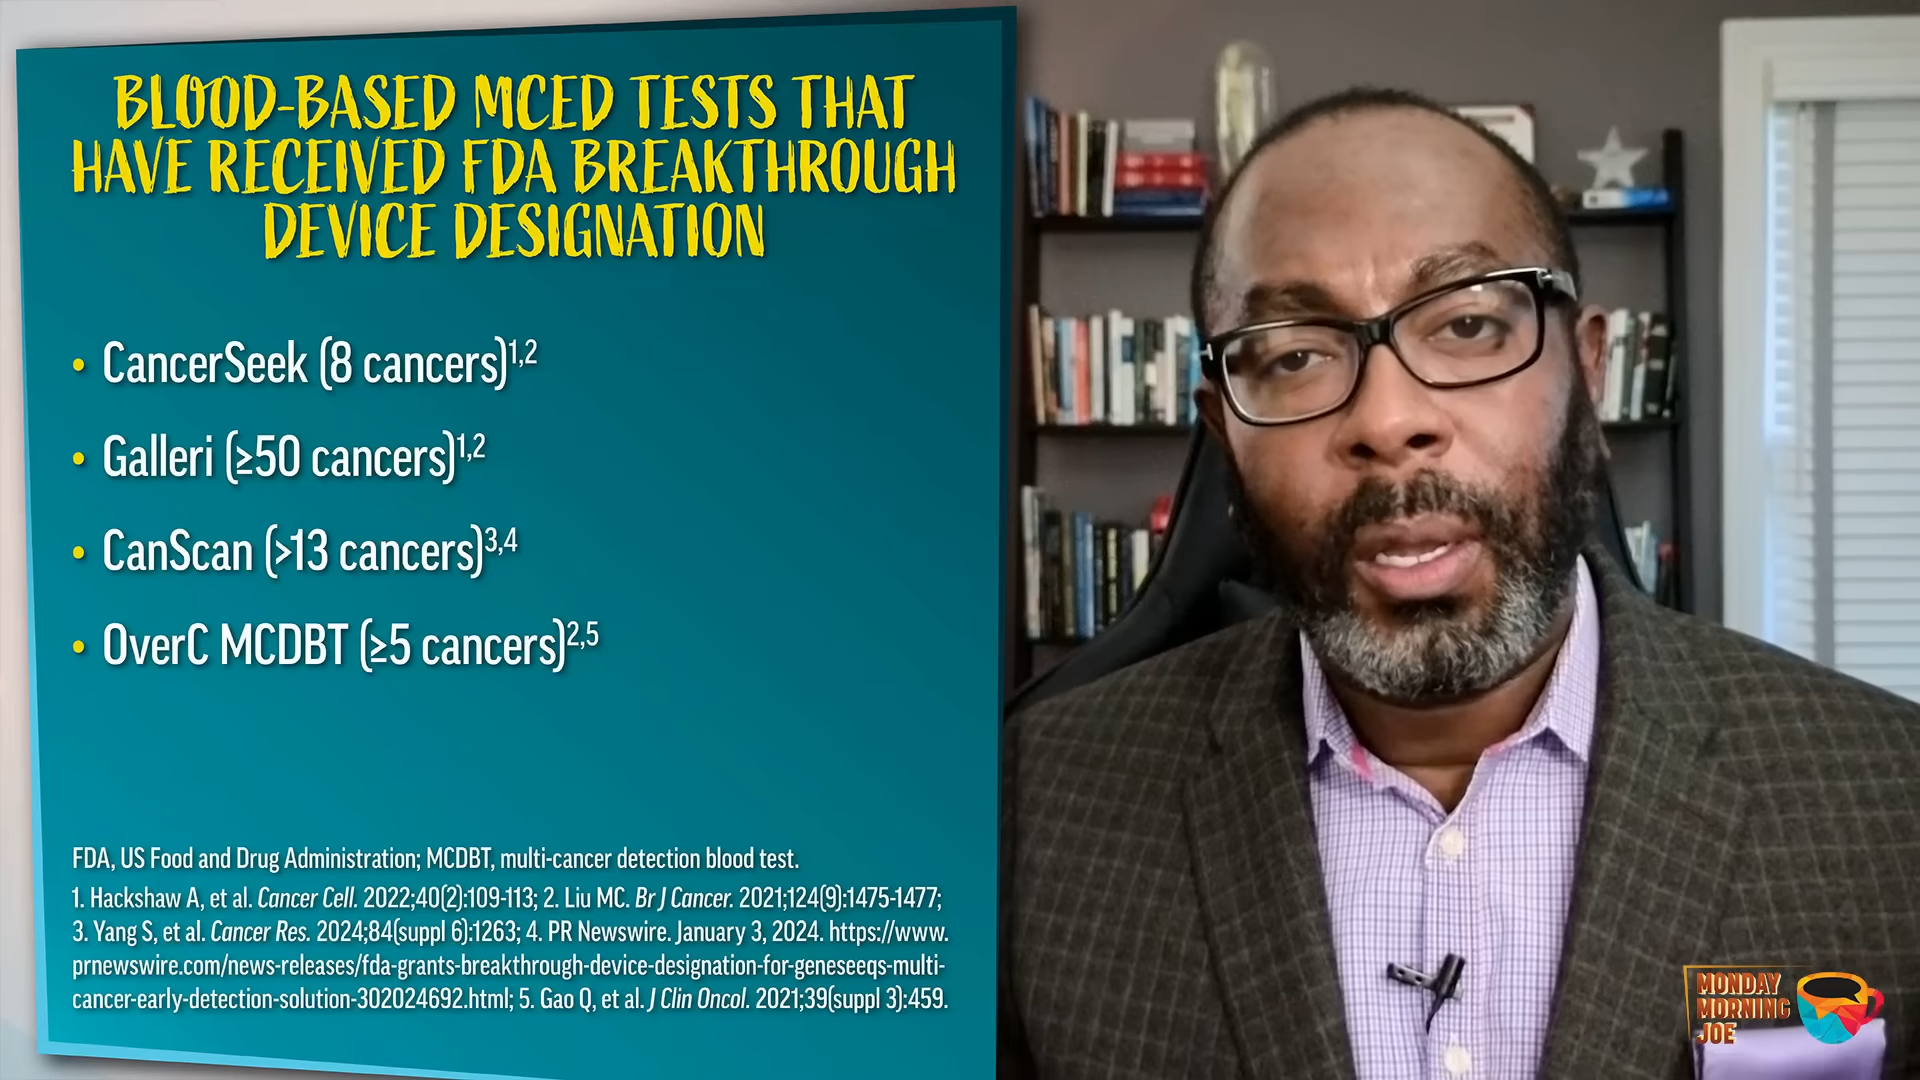 BLOOD-BASED MCED TESTS THAT
HAVE RECEIVED FDA BREAKTHROUGH
DEVICE DESIGNATION
• CancerSeek (8 cancers)1,2
• Galleri (≥50 cancers)1,2
• CanScan (>13 cancers)3,4
• OverC MCDBT (≥5 cancers)2,5
FDA, US Food and Drug Administration; MCDBT, multi-cancer detection blood test.
1. Hackshaw A, et al. Cancer Cell. 2022;40(2):109-113; 2. Liu MC. Br J Cancer. 2021;124(9):1475-1477;
3. Yang S, et al. Cancer Res. 2024;84(suppl 6):1263; 4. PR Newswire. January 3, 2024. https://www.
prnewswire.com/news-releases/fda-grants-breakthrough-device-designation-for-geneseeqs-multi-
cancer-early-detection-solution-302024692.html; 5. Gao Q, et al. J Clin Oncol. 2021;39(suppl 3):459.
MONDAY
MORNING
JOE